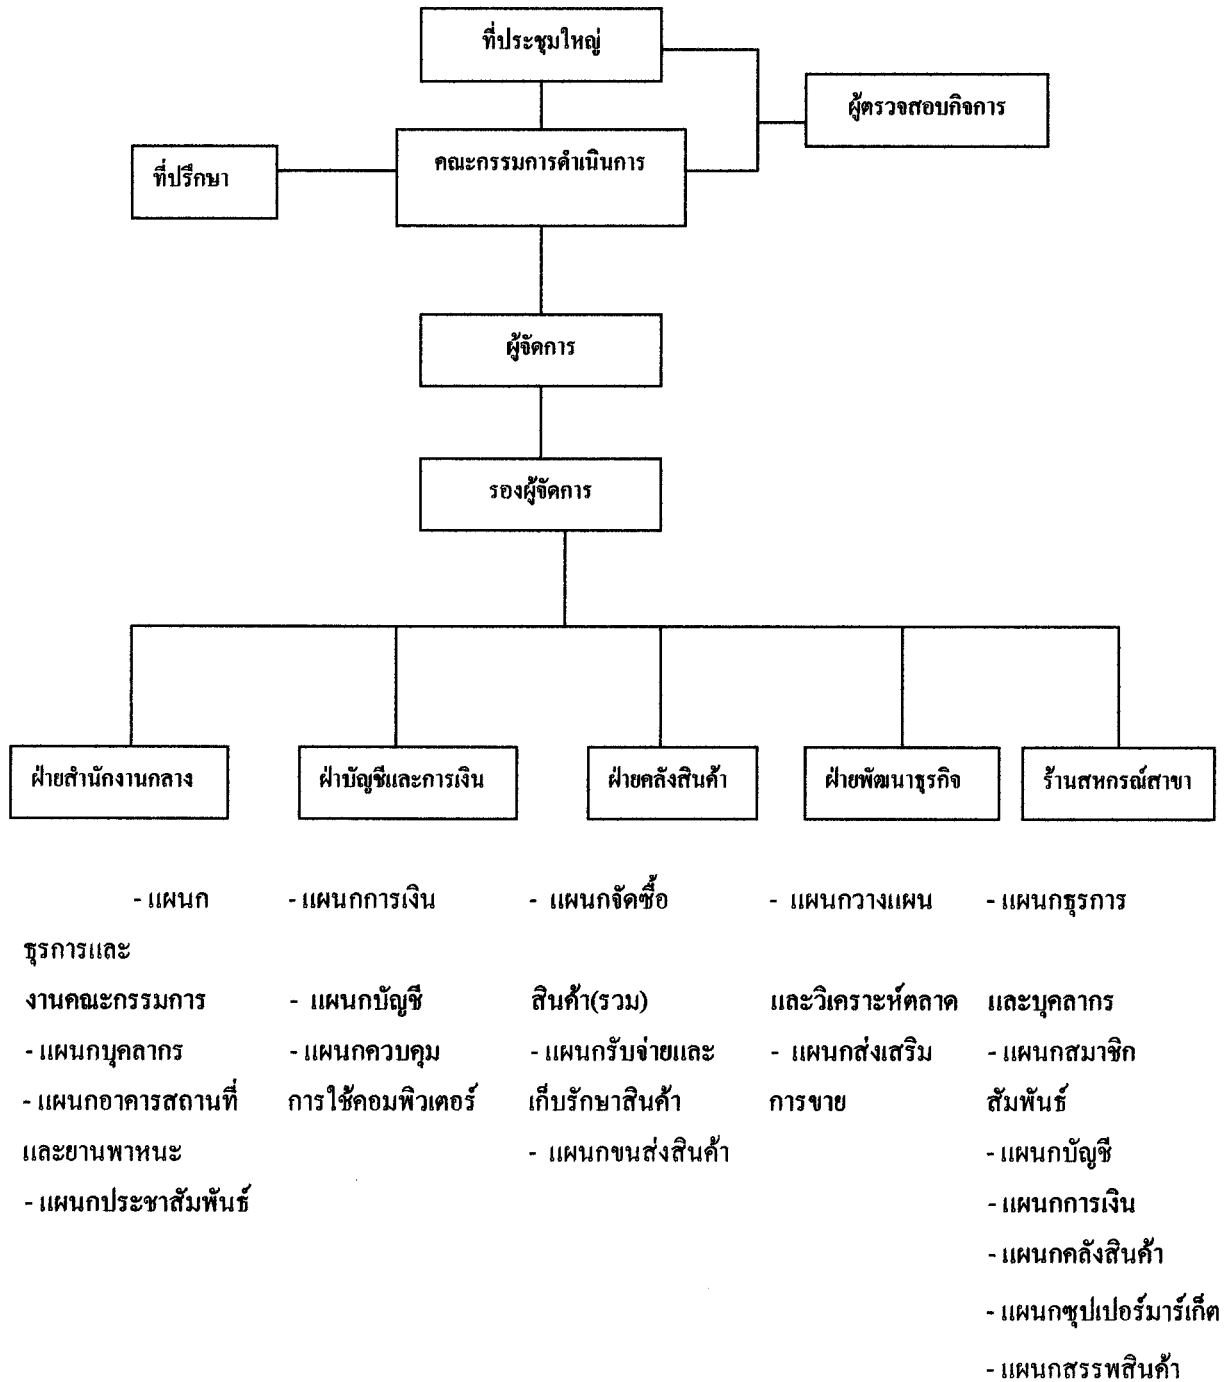 ที่ประชุมใหญ่
ผู้ตรวจสอบกิจการ
คณะกรรมการดำเนินการ
ที่ปรึกษา
ผู้จัดการ
รองผู้จัดการ
ฝ่ายสำนักงานกลาง
ฝ่าบัญชีและการเงิน
ฝ่ายคลังสินค้า
ฝ่ายพัฒนาธุรกิจ
ร้านสหกรณ์สาขา
- แผนก
ธุรการและ
งานคณะกรรมการ
- แผนกบุคลากร
- แผนกอาคารสถานที่
และยานพาหนะ
- แผนกประชาสัมพันธ์
- แผนกการเงิน
- แผนกบัญชี
- แผนกควบคุม
การใช้คอมพิวเตอร์
- แผนกจัดซื้อ
สินค้า(รวม)
- แผนกรับจ่ายและ
เก็บรักษาสินค้า
- แผนกขนส่งสินค้า
- แผนกวางแผน
และวิเคราะห์ตลาด
- แผนกส่งเสริม
การขาย
- แผนกธุรการ
และบุคลากร
- แผนกสมาชิก
สัมพันธ์
- แผนกบัญชี
- แผนกการเงิน
- แผนกคลังสินค้า
- แผนกซุปเปอร์มาร์เก็ต
- แผนกสรรพสินค้า